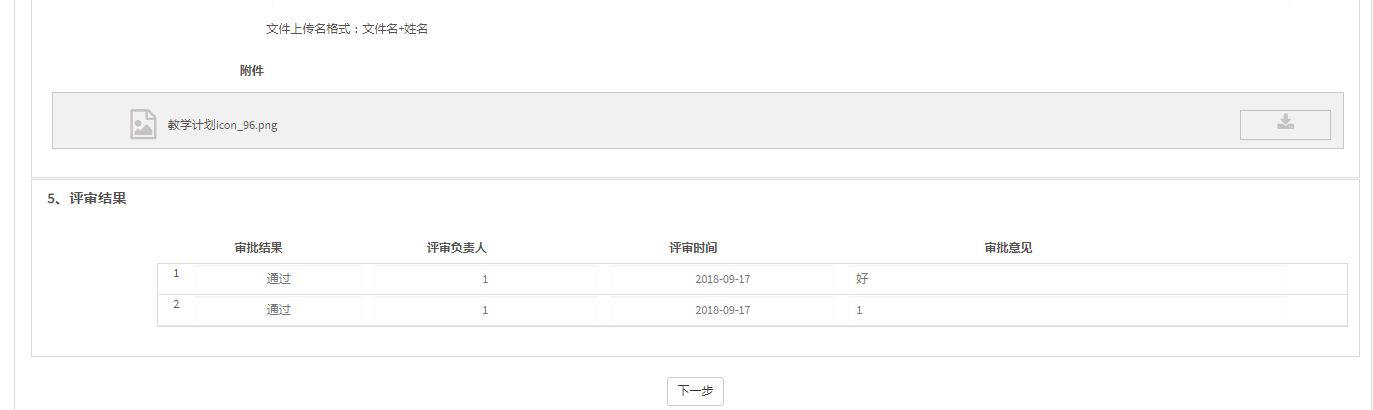 文件上传名格式：文件名+姓名
附件
教学计划icon_96.png
5、评审结果
审批结果 评审负责人 评审时间 审批意见
1 通过 1 2018-09-17 好
2 通过 1 2018-09-17 1
下一步